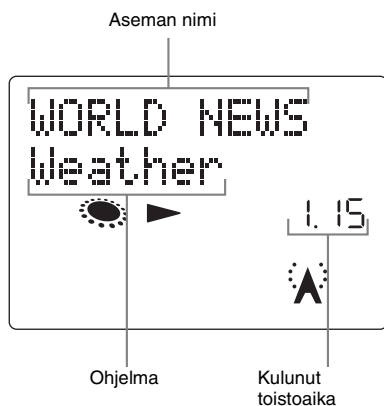 Aseman nimi
WORLD NEWS
Weather
1.15
Ohjelma
Kulunut
toistoaika